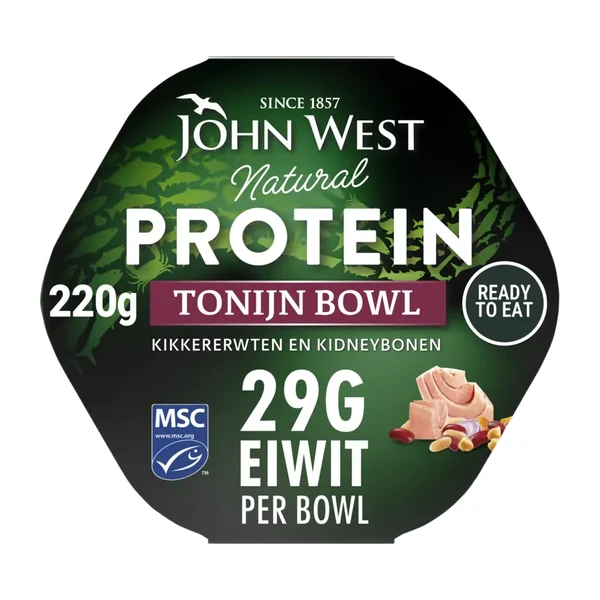 SINCE 1857
JOHN WEST
Natural
PROTEIN
220g
TONIJN BOWL
READY
TO EAT
KIKKERERWTEN EN KIDNEYBONEN
29G
EIWIT
PER BOWL
MSC
www.msc.org
TM